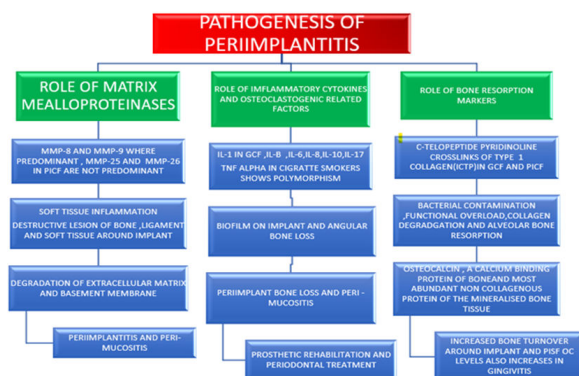 PATHOGENESIS OF
PERIIMPLANTITIS
ROLE OF MATRIX
MEALLOPROTEINASES
MMP-8 AND MMP-9 WHERE
PREDOMINANT , MMP-25 AND MMP-26
IN PICF ARE NOT PREDOMINANT
SOFT TISSUE INFLAMMATION
DESTRUCTIVE LESION OF BONE ,LIGAMENT
AND SOFT TISSUE AROUND IMPLANT
DEGRADATION OF EXTRACELLULAR MATRIX
AND BASEMENT MEMBRANE
PERIIMPLANTITIS AND PERI-
MUCOSITIS
ROLE OF IMFLAMMATORY CYTOKINES
AND OSTEOCLASTOGENIC RELATED
FACTORS
IL-1 IN GCF ,IL-B ,IL-6,IL-8,IL-10,IL-17
TNF ALPHA IN CIGRATTE SMOKERS
SHOWS POLYMORPHISM
BIOFILM ON IMPLANT AND ANGULAR
BONE LOSS
PERIIMPLANT BONE LOSS AND PERI -
MUCOSITIS
PROSTHETIC REHABILITATION AND
PERIODONTAL TREATMENT
ROLE OF BONE RESORPTION
MARKERS
C-TELOPEPTIDE PYRIDINOLINE
CROSSLINKS OF TYPE 1
COLLAGEN(ICTP)IN GCF AND PICF
BACTERIAL CONTAMINATION
,FUNCTIONAL OVERLOAD,COLLAGEN
DEGRADGATION AND ALVEOLAR BONE
RESORPTION
OSTEOCALCIN , A CALCIUM BINDING
PROTEIN OF BONEAND MOST
ABUNDANT NON COLLAGENOUS
PROTEIN OF THE MINERALISED BONE
TISSUE
INCREASED BONE TURNOVER
AROUND IMPLANT AND PISF OC
LEVELS ALSO INCREASES IN
GINGIVITIS